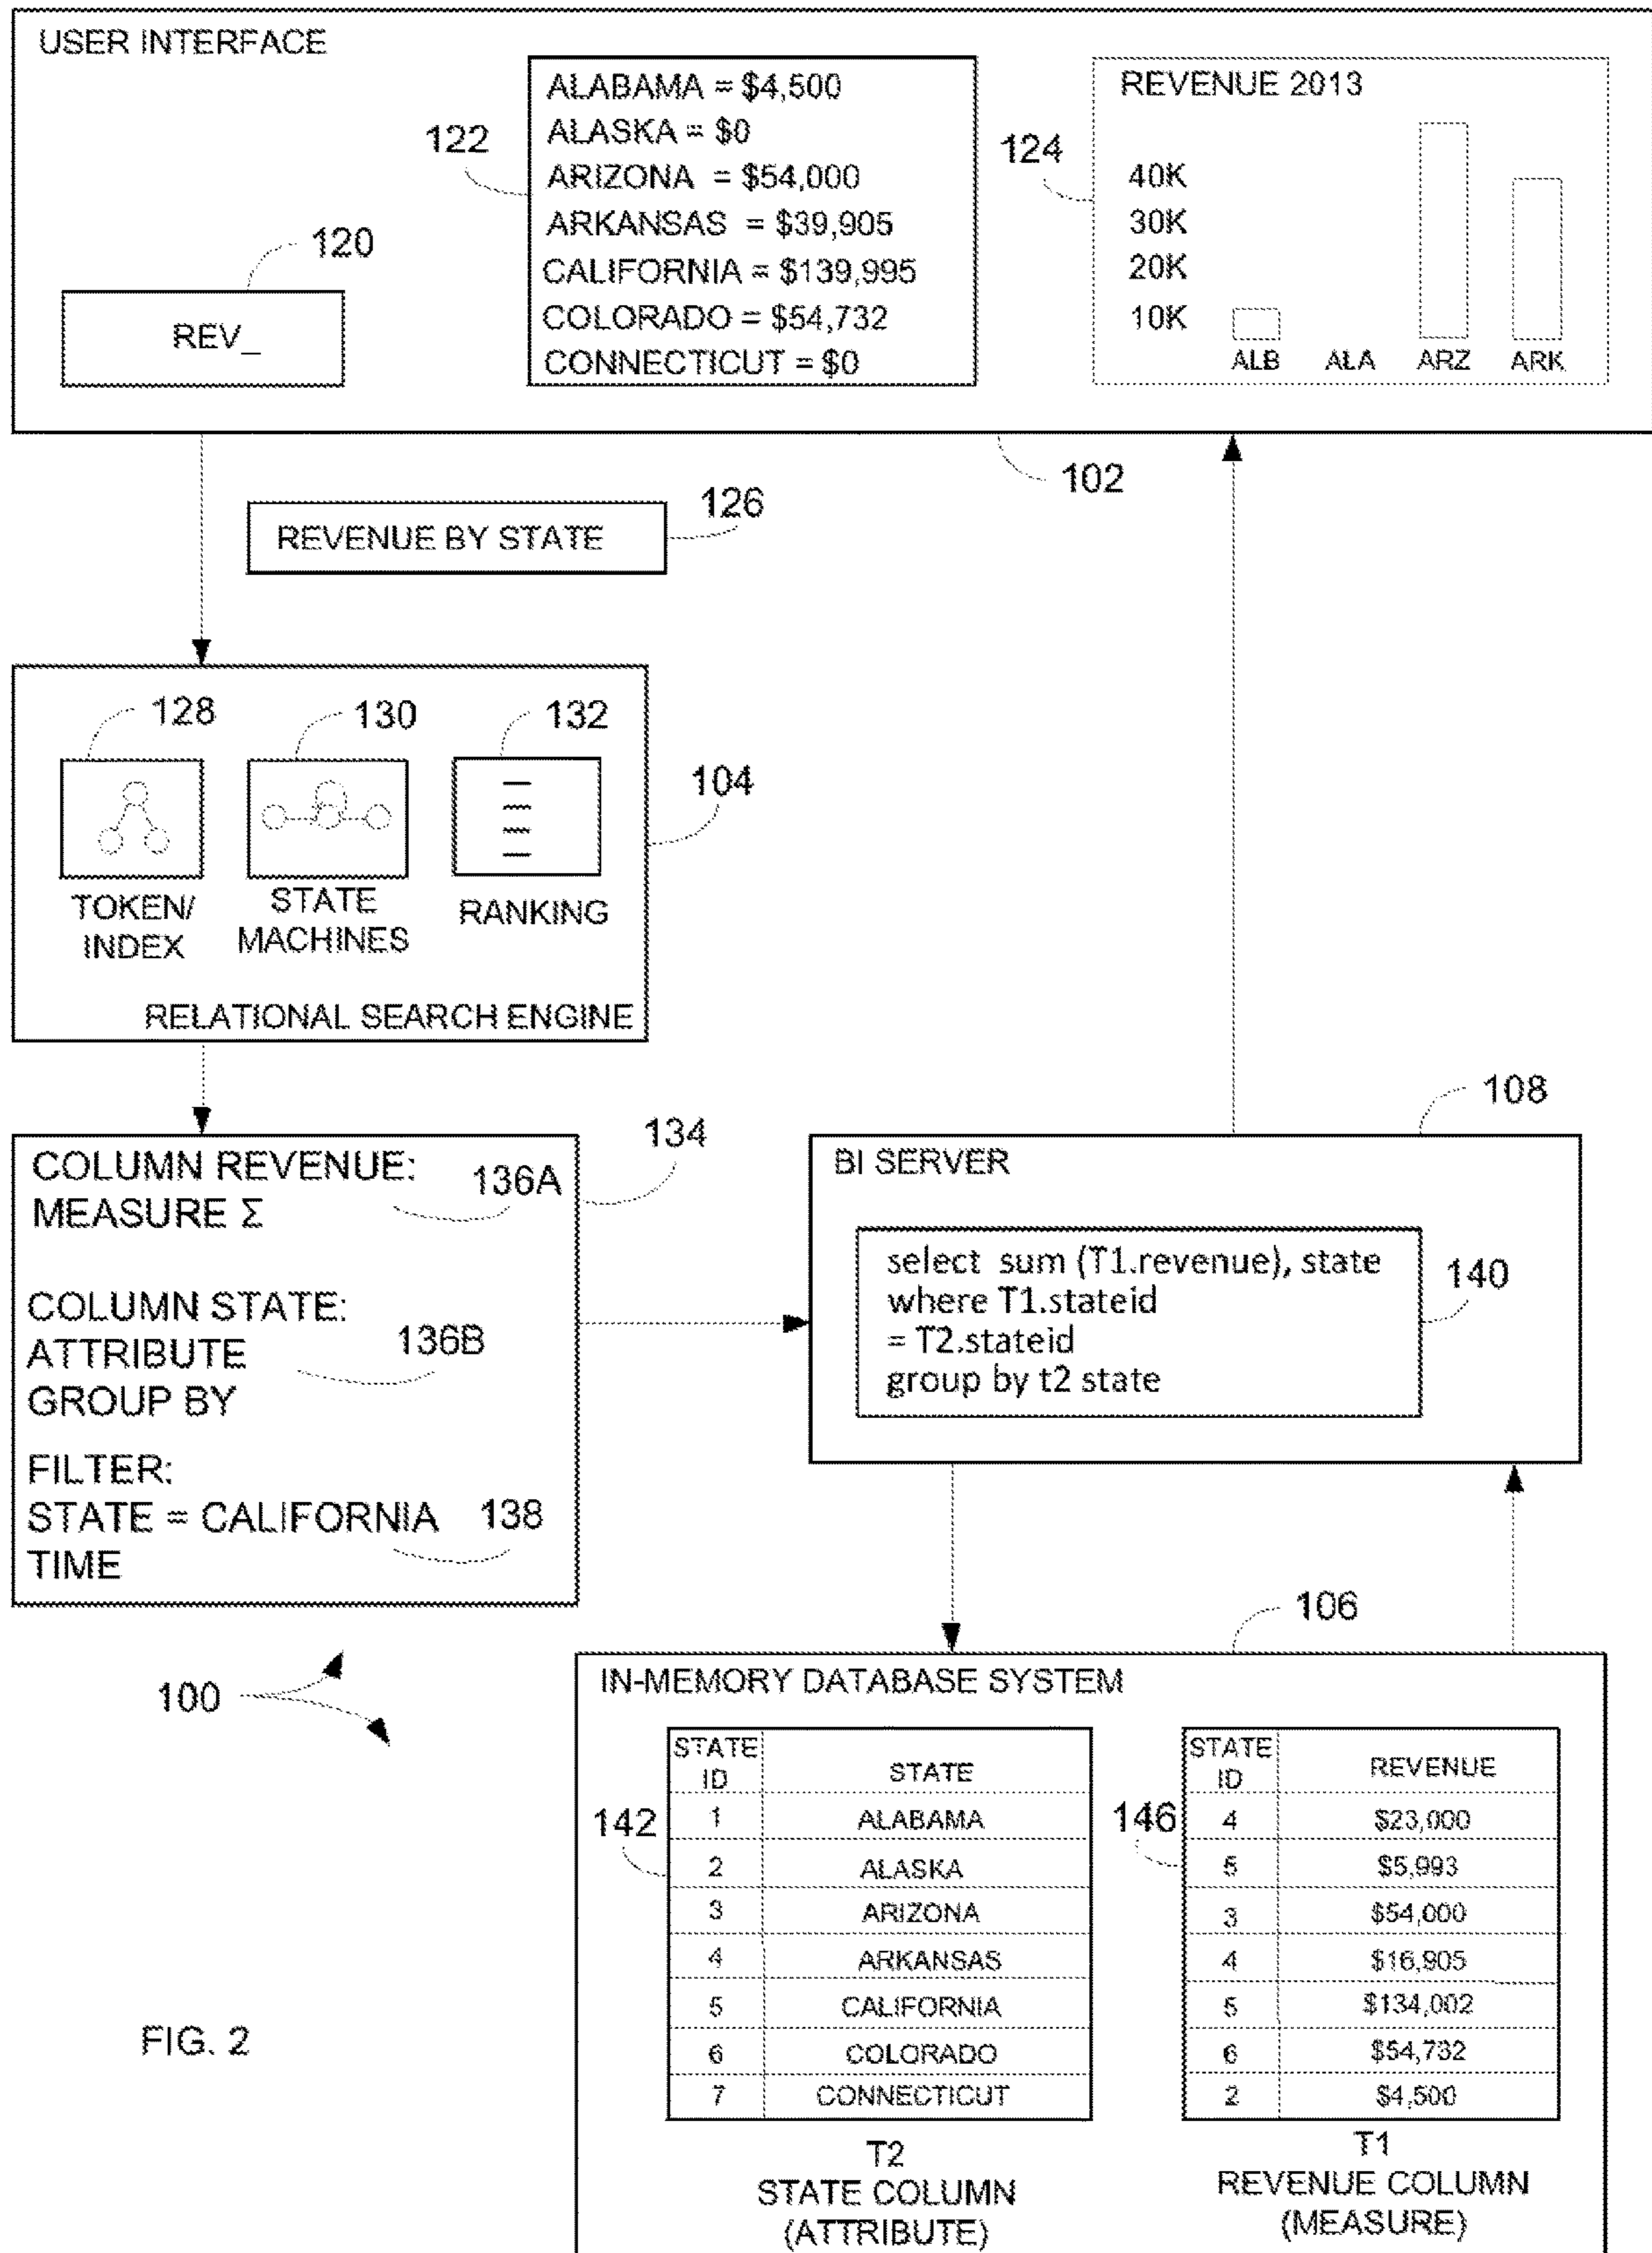 USER INTERFACE
120
REV_
122
ALABAMA = $4,500
ALASKA = $0
ARIZONA = $54,000
ARKANSAS = $39,905
CALIFORNIA = $139,995
COLORADO = $54,732
CONNECTICUT = $0
124
REVENUE 2013
40K
30K
20K
10K
ALB ALA ARZ ARK
102
REVENUE BY STATE
126
128
130
132
104
TOKEN/
INDEX
STATE
MACHINES
RANKING
RELATIONAL SEARCH ENGINE
134
COLUMN REVENUE:
MEASURE Σ
136A
COLUMN STATE:
ATTRIBUTE
GROUP BY
136B
FILTER:
STATE = CALIFORNIA
TIME
138
108
BI SERVER
select sum (T1.revenue), state
where T1.stateid
= T2.stateid
group by t2 state
140
100
106
IN-MEMORY DATABASE SYSTEM
142
STATE
ID
STATE
1 ALABAMA
2 ALASKA
3 ARIZONA
4 ARKANSAS
5 CALIFORNIA
6 COLORADO
7 CONNECTICUT
T2
STATE COLUMN
(ATTRIBUTE)
146
STATE
ID
REVENUE
4 $23,000
5 $5,993
3 $54,000
4 $16,905
5 $134,002
6 $54,732
2 $4,500
T1
REVENUE COLUMN
(MEASURE)
FIG. 2